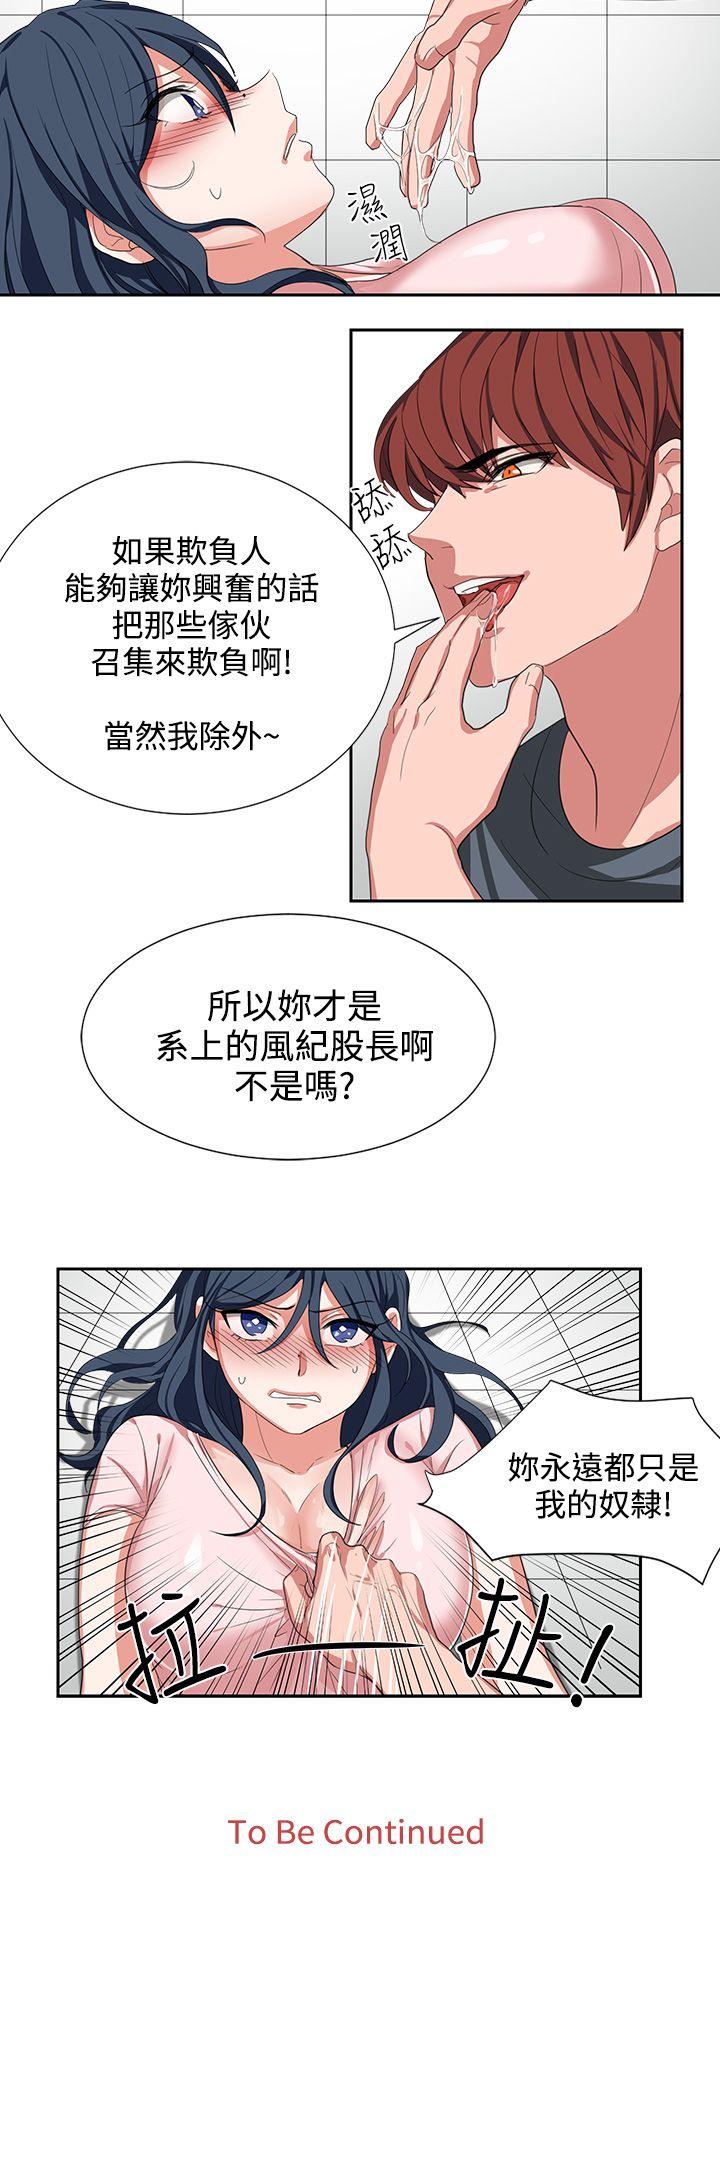 濕
潤
舔
舔
如果欺負人
能夠讓妳興奮的話
把那些傢伙
召集來欺負啊!
當然我除外~
所以妳才是
系上的風紀股長啊
不是嗎?
妳永遠都只是
我的奴隸!
拉—扯!
To Be Continued